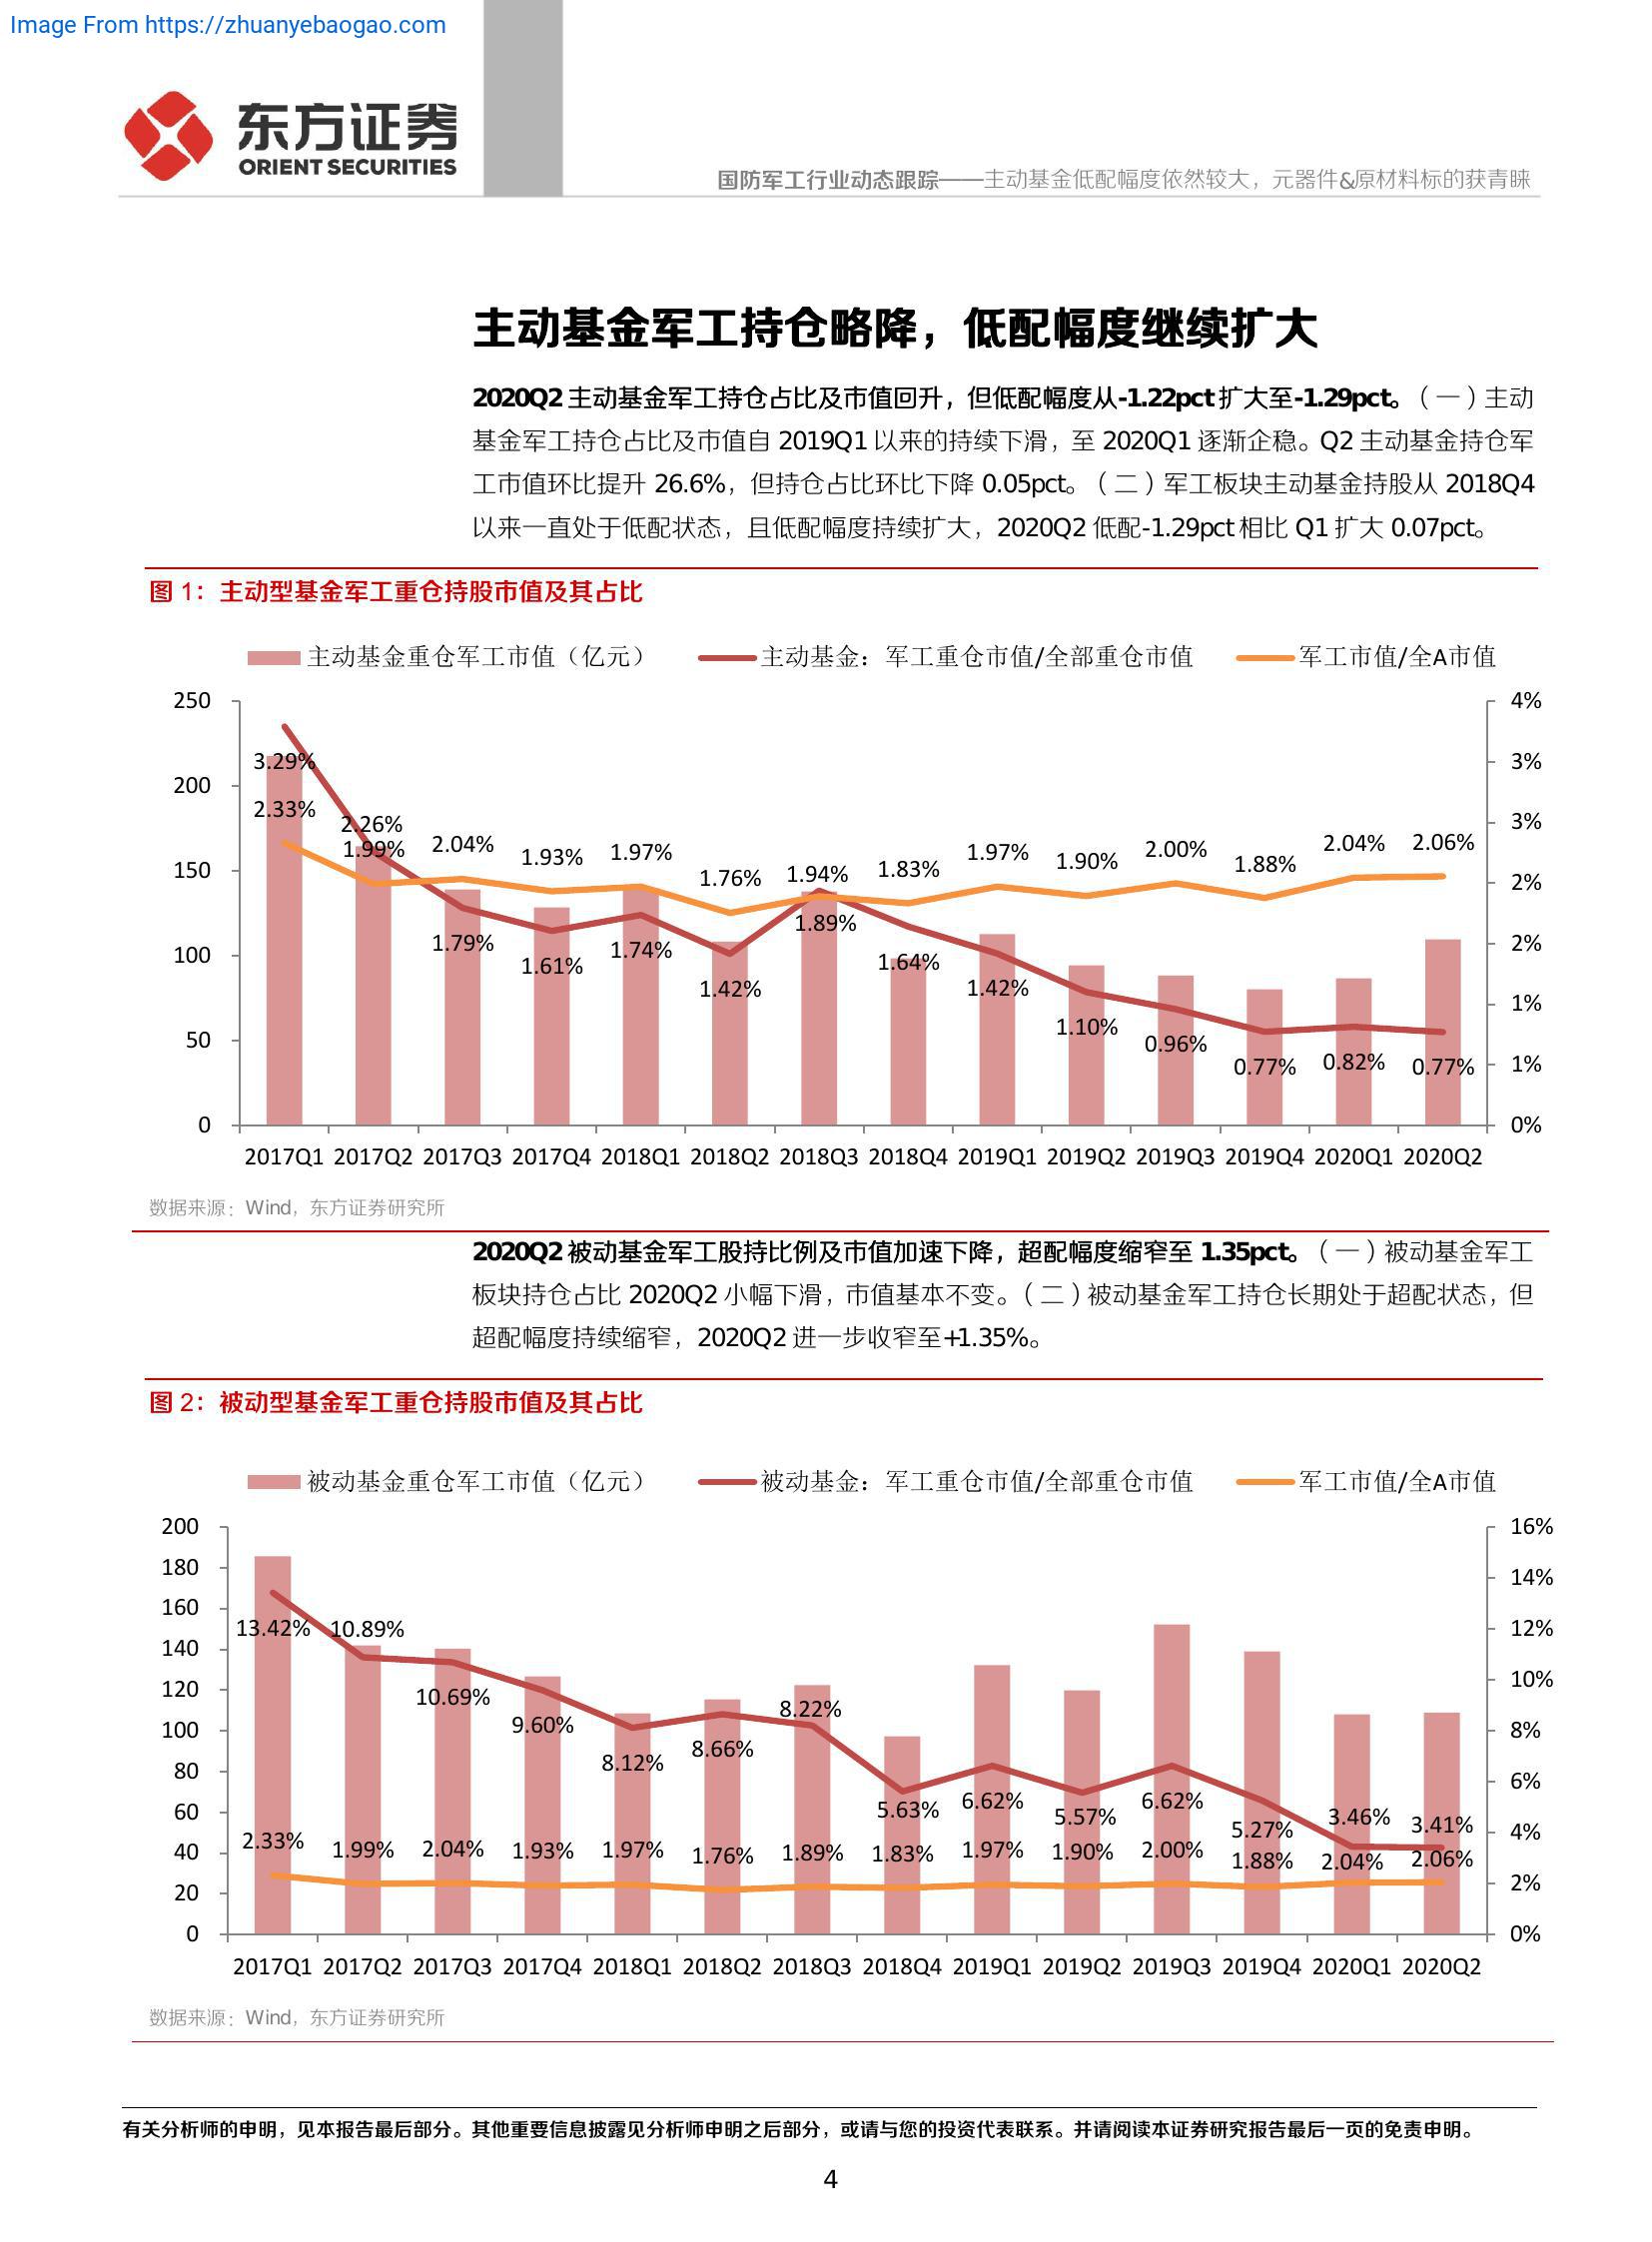 Image From https://zhuanyebaogao.com
东方证券
ORIENT SECURITIES
国防军工行业动态跟踪——主动基金低配幅度依然较大，元器件&原材料标的获青睐
主动基金军工持仓略降，低配幅度继续扩大
2020Q2 主动基金军工持仓占比及市值回升，但低配幅度从-1.22pct 扩大至-1.29pct。（一）主动
基金军工持仓占比及市值自 2019Q1 以来的持续下滑，至 2020Q1 逐渐企稳。Q2 主动基金持仓军
工市值环比提升 26.6%，但持仓占比环比下降 0.05pct。（二）军工板块主动基金持股从 2018Q4
以来一直处于低配状态，且低配幅度持续扩大，2020Q2 低配-1.29pct 相比 Q1 扩大 0.07pct。
图 1：主动型基金军工重仓持股市值及其占比
主动基金重仓军工市值（亿元） 主动基金：军工重仓市值/全部重仓市值 军工市值/全A市值
250 4%
3.29% 3%
200
2.33% 2.26% 3%
1.99% 2.04% 1.93% 1.97% 1.76% 1.94% 1.83% 1.97% 1.90% 2.00% 1.88% 2.04% 2.06%
150 2%
1.79% 1.61% 1.74% 1.42% 1.89% 1.64% 1.42% 1.10% 0.96% 0.77% 0.82% 0.77%
100 2%
1%
50
1%
0 0%
2017Q1 2017Q2 2017Q3 2017Q4 2018Q1 2018Q2 2018Q3 2018Q4 2019Q1 2019Q2 2019Q3 2019Q4 2020Q1 2020Q2
数据来源：Wind，东方证券研究所
2020Q2 被动基金军工股持比例及市值加速下降，超配幅度缩窄至 1.35pct。（一）被动基金军工
板块持仓占比 2020Q2 小幅下滑，市值基本不变。（二）被动基金军工持仓长期处于超配状态，但
超配幅度持续缩窄，2020Q2 进一步收窄至+1.35%。
图 2：被动型基金军工重仓持股市值及其占比
被动基金重仓军工市值（亿元） 被动基金：军工重仓市值/全部重仓市值 军工市值/全A市值
200 16%
180
14%
160
13.42% 10.89% 12%
140
10.69% 9.60% 8.12% 8.66% 8.22% 5.63% 6.62% 5.57% 6.62% 5.27% 3.46% 3.41%
120 10%
100 8%
80
6%
60
4%
40
2.33% 1.99% 2.04% 1.93% 1.97% 1.76% 1.89% 1.83% 1.97% 1.90% 2.00% 1.88% 2.04% 2.06%
20 2%
0 0%
2017Q1 2017Q2 2017Q3 2017Q4 2018Q1 2018Q2 2018Q3 2018Q4 2019Q1 2019Q2 2019Q3 2019Q4 2020Q1 2020Q2
数据来源：Wind，东方证券研究所
有关分析师的申明，见本报告最后部分。其他重要信息披露见分析师申明之后部分，或请与您的投资代表联系。并请阅读本证券研究报告最后一页的免责申明。
4